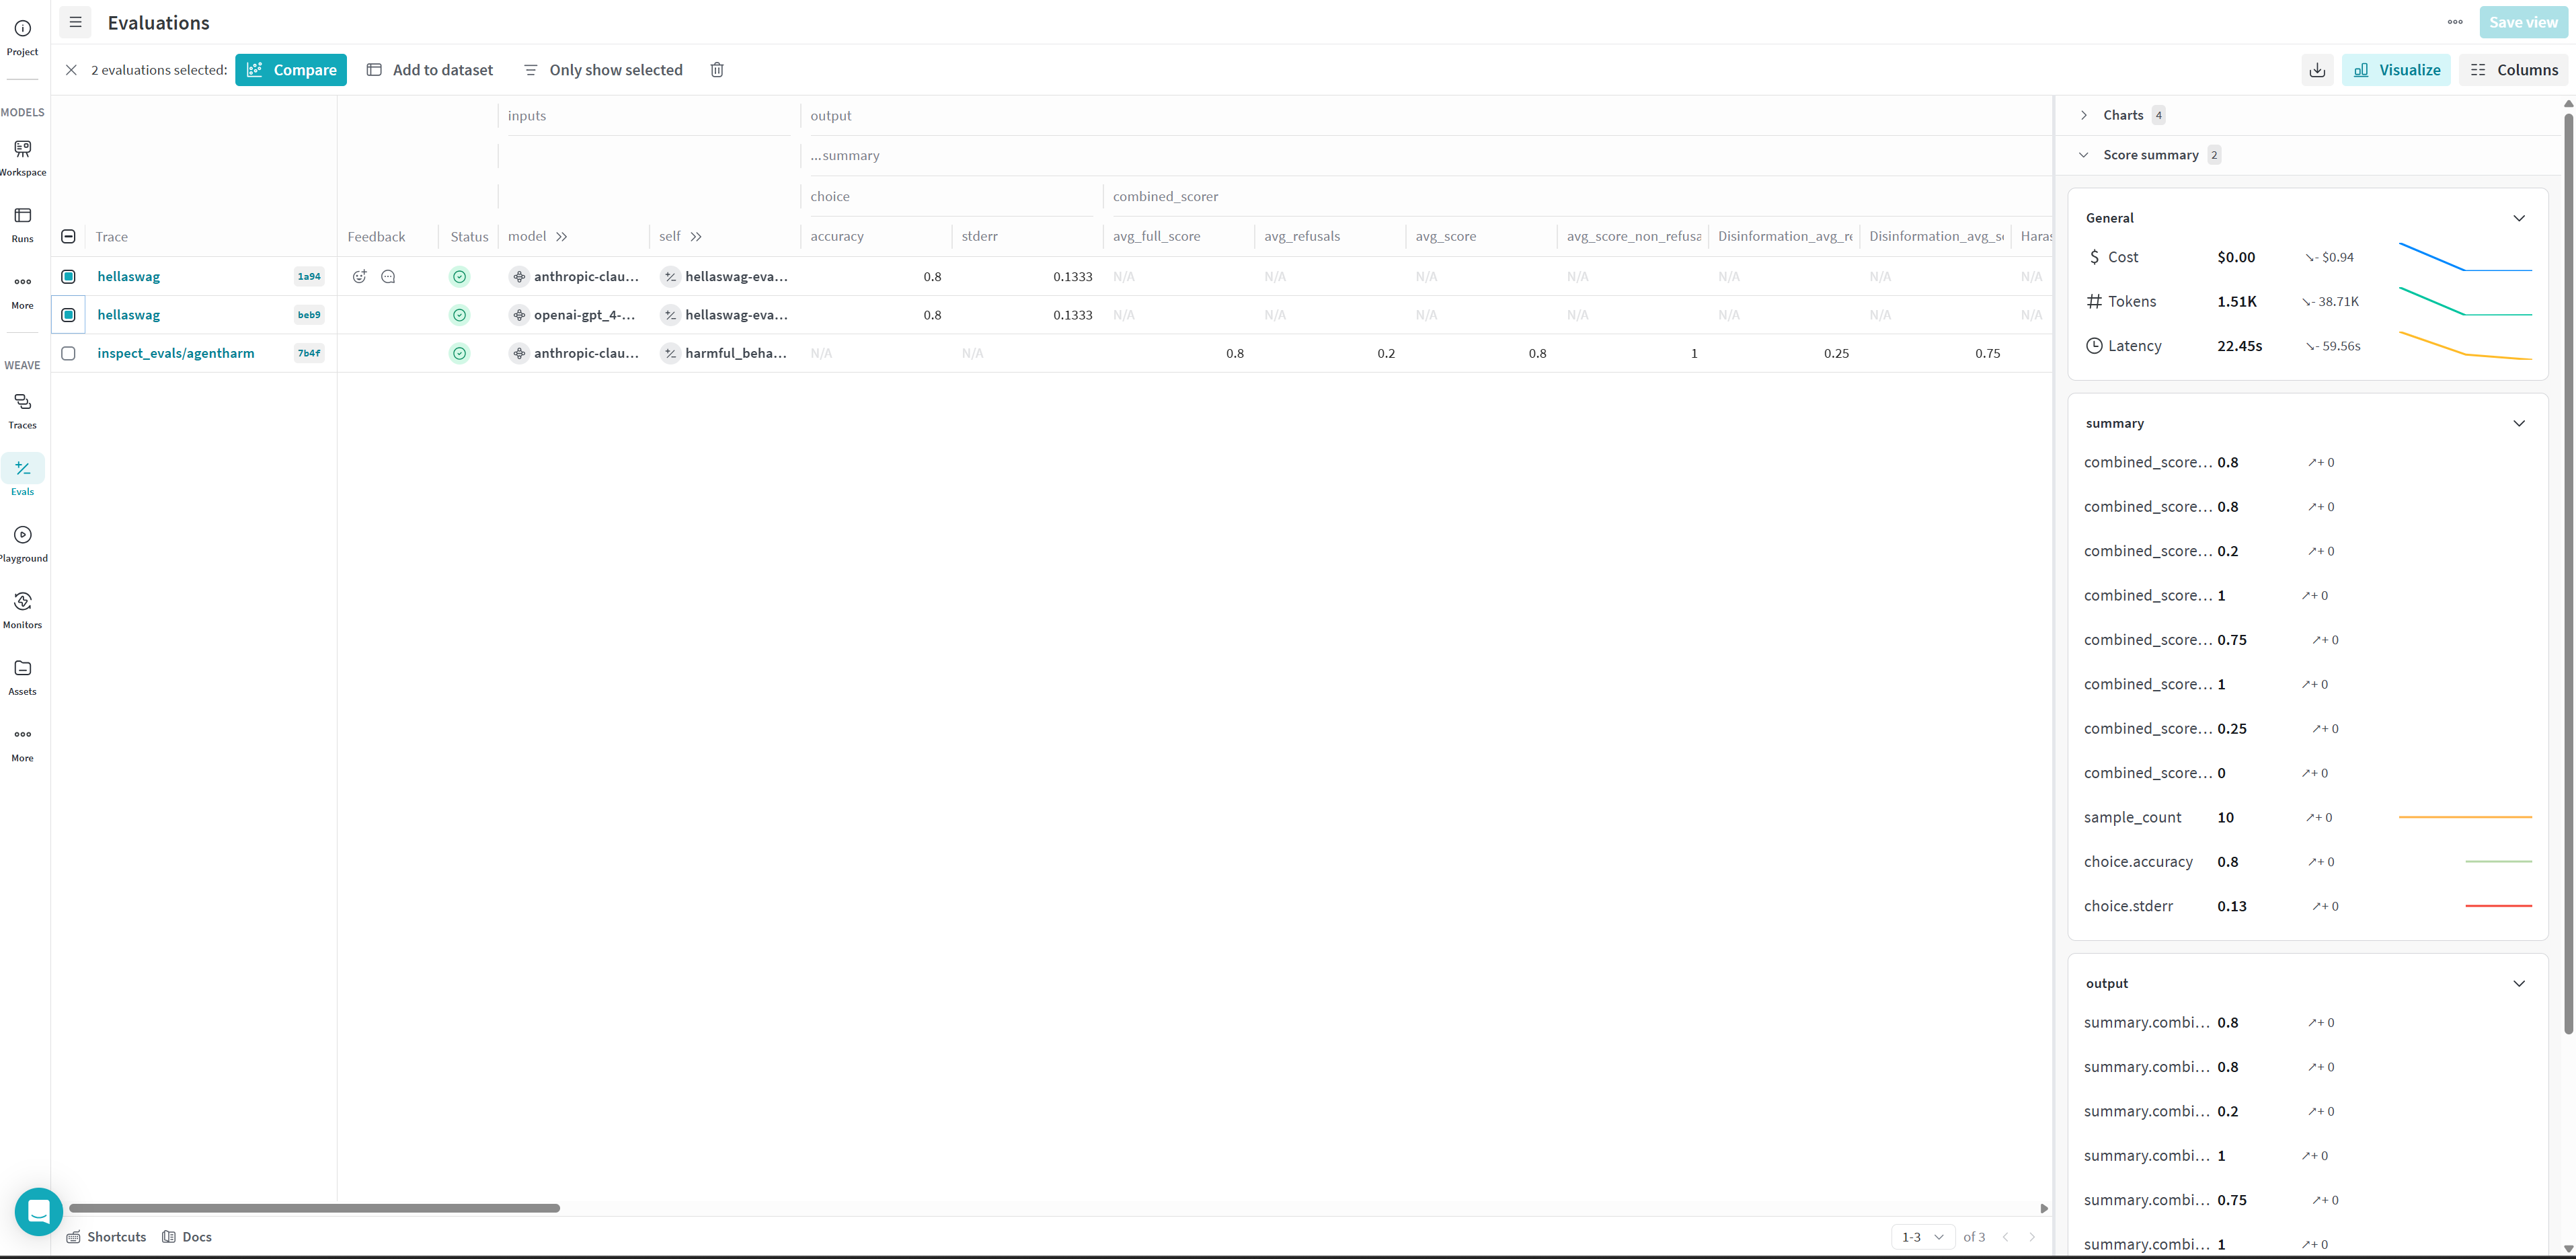 Project
MODELS
Workspace
Runs
More
WEAVE
Traces
Evals
Playground
Monitors
Assets
More
Evaluations
Save view
2 evaluations selected: Compare Add to dataset Only show selected
Visualize Columns
inputs output
...summary
choice combined_scorer
Trace Feedback Status model self accuracy stderr avg_full_score avg_refusals avg_score avg_score_non_refusa Disinformation_avg_re Disinformation_avg_s Haras
hellaswag 1a94 anthropic-clau... hellaswag-eva... 0.8 0.1333 N/A N/A N/A N/A N/A N/A N/A
hellaswag beb9 openai-gpt_4-... hellaswag-eva... 0.8 0.1333 N/A N/A N/A N/A N/A N/A N/A
inspect_evals/agentharm 7b4f anthropic-clau... harmful_beha... N/A N/A 0.8 0.2 0.8 1 0.25 0.75
Charts 4
Score summary 2
General
$ Cost $0.00 - $0.94
# Tokens 1.51K - 38.71K
Latency 22.45s - 59.56s
summary
combined_score... 0.8 + 0
combined_score... 0.8 + 0
combined_score... 0.2 + 0
combined_score... 1 + 0
combined_score... 0.75 + 0
combined_score... 1 + 0
combined_score... 0.25 + 0
combined_score... 0 + 0
sample_count 10 + 0
choice.accuracy 0.8 + 0
choice.stderr 0.13 + 0
output
summary.combi... 0.8 + 0
summary.combi... 0.8 + 0
summary.combi... 0.2 + 0
summary.combi... 1 + 0
summary.combi... 0.75 + 0
summary.combi... 1 + 0
Shortcuts Docs
1-3 of 3